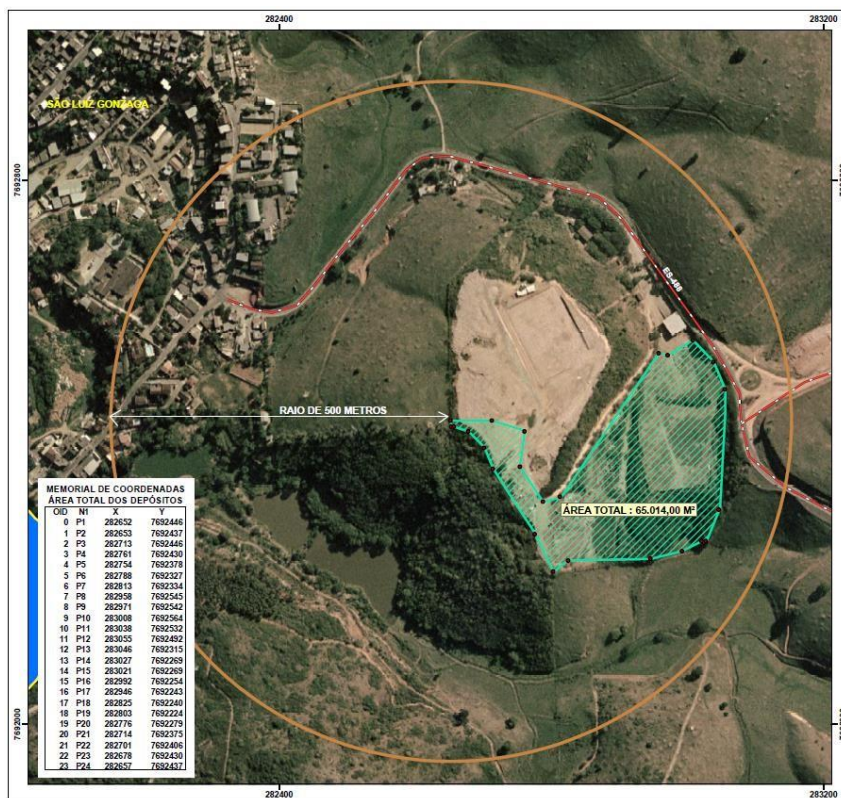 282400
283200
SÃO LUIZ GONZAGA
7692800
ES-488
RAIO DE 500 METROS
ÁREA TOTAL : 65.014,00 M²
MEMORIAL DE COORDENADAS
ÁREA TOTAL DOS DEPÓSITOS
OID N1 X Y
0 P1 282652 7692446
1 P2 282653 7692437
2 P3 282713 7692446
3 P4 282761 7692430
4 P5 282754 7692378
5 P6 282788 7692327
6 P7 282813 7692334
7 P8 282958 7692545
8 P9 282971 7692542
9 P10 283008 7692564
10 P11 283038 7692532
11 P12 283055 7692492
12 P13 283046 7692315
13 P14 283027 7692269
14 P15 283021 7692269
15 P16 282992 7692254
16 P17 282946 7692243
17 P18 282825 7692240
18 P19 282803 7692224
19 P20 282776 7692279
20 P21 282714 7692375
21 P22 282701 7692406
22 P23 282678 7692430
23 P24 282657 7692437
7692000
282400
283200